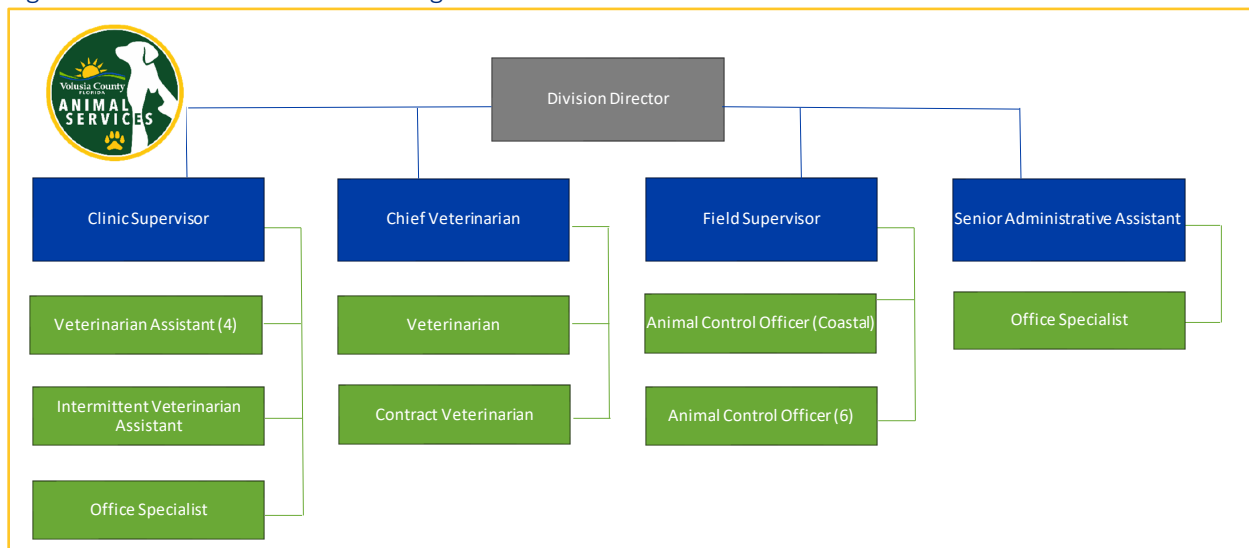 Volusia County
FLORIDA
ANIMAL
SERVICES
Division Director
Clinic Supervisor
Chief Veterinarian
Field Supervisor
Senior Administrative Assistant
Veterinarian Assistant (4)
Veterinarian
Animal Control Officer (Coastal)
Office Specialist
Intermittent Veterinarian
Assistant
Contract Veterinarian
Animal Control Officer (6)
Office Specialist